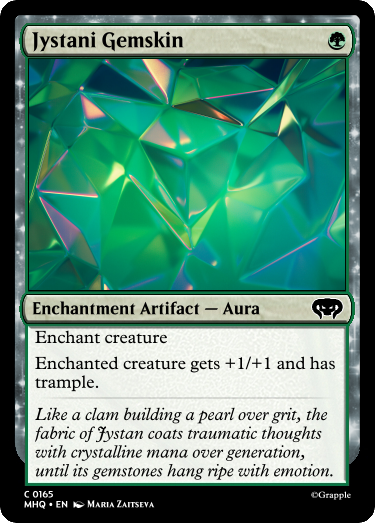 Jystani Gemskin
Enchantment Artifact — Aura
Enchant creature
Enchanted creature gets +1/+1 and has
trample.
Like a clam building a pearl over grit, the
fabric of Jystan coats traumatic thoughts
with crystalline mana over generation,
until its gemstones hang ripe with emotion.
C 0165
MHQ • EN Maria Zaitseva
©Grapple